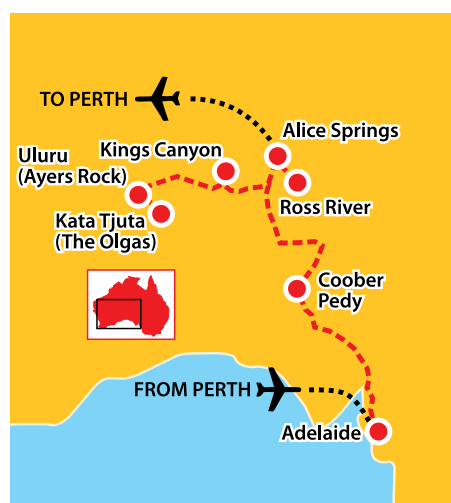 TO PERTH
Alice Springs
Kings Canyon
Uluru
(Ayers Rock)
Ross River
Kata Tjuta
(The Olgas)
Coober
Pedy
FROM PERTH
Adelaide